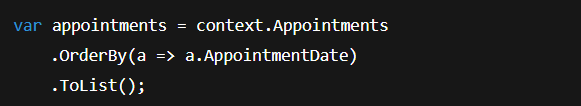 var appointments = context.Appointments
    .OrderBy(a => a.AppointmentDate)
    .ToList();